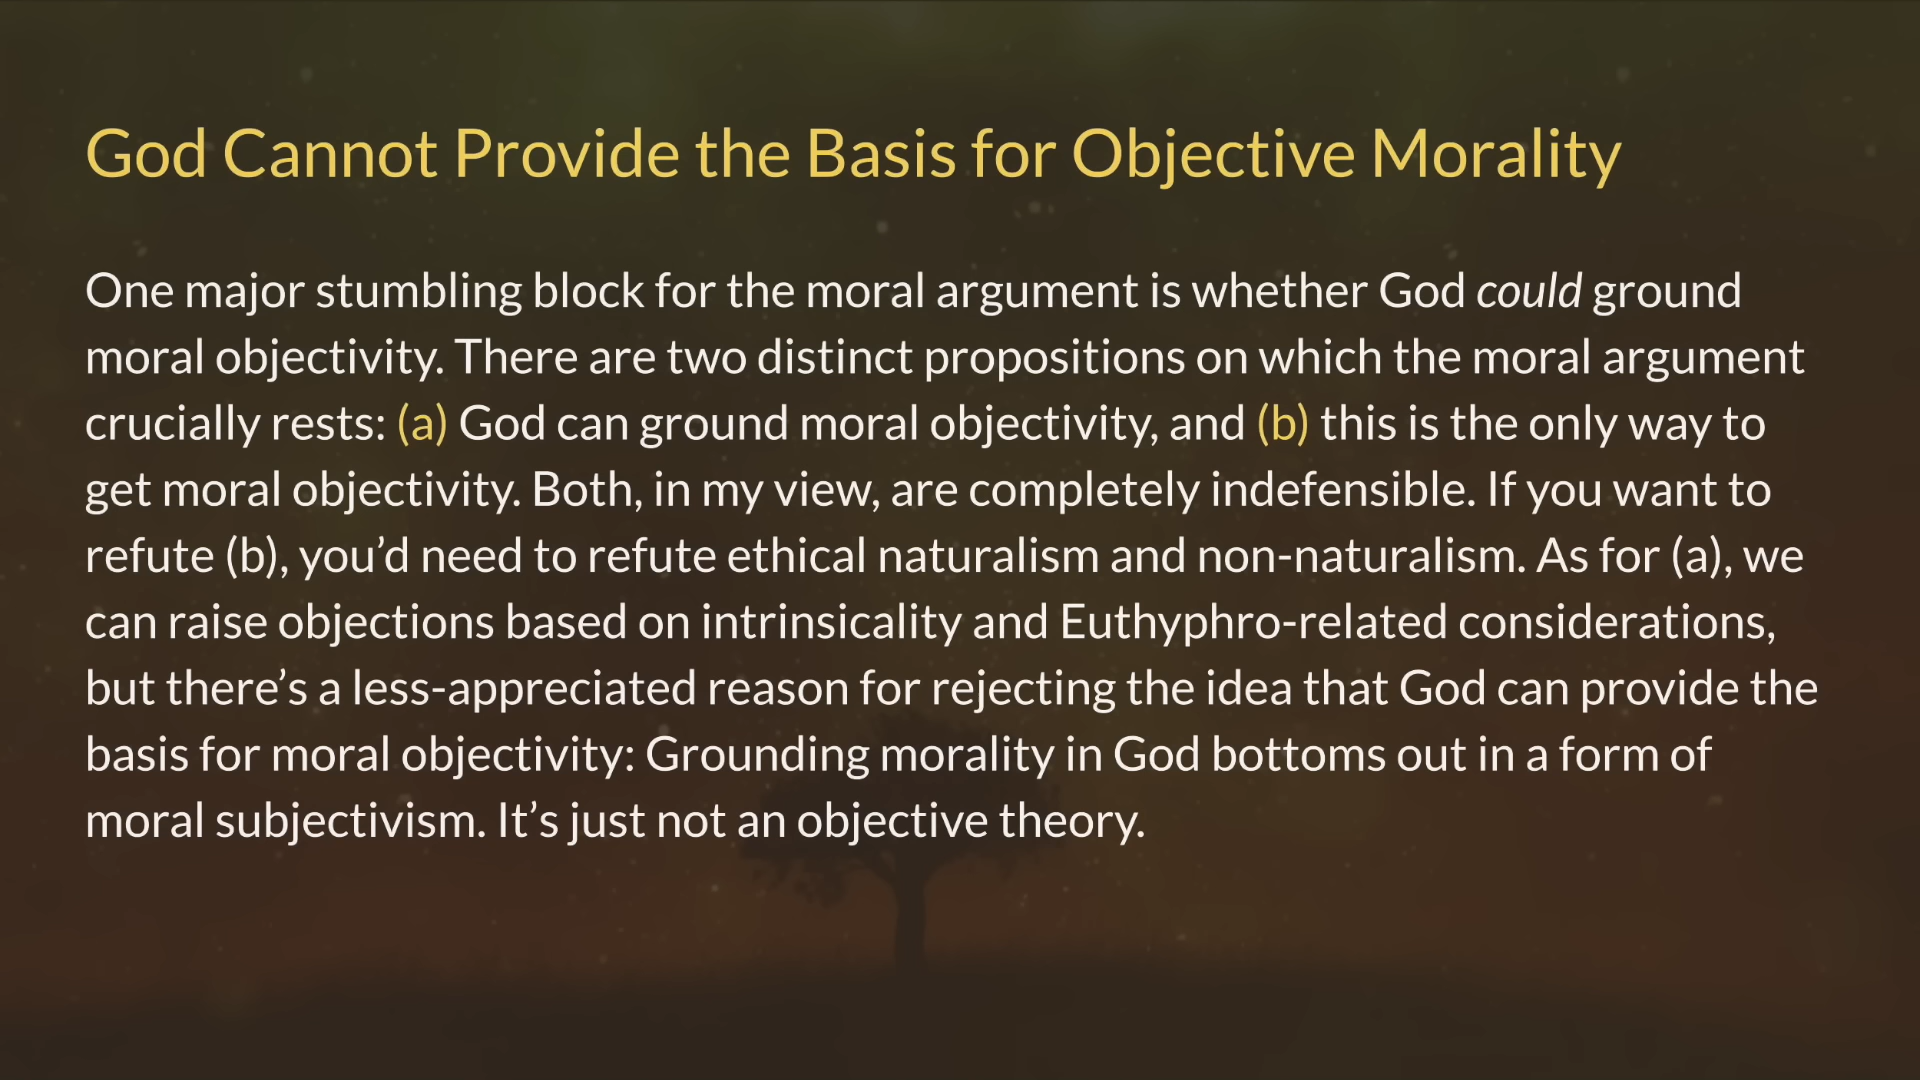 God Cannot Provide the Basis for Objective Morality
One major stumbling block for the moral argument is whether God could ground
moral objectivity. There are two distinct propositions on which the moral argument
crucially rests: (a) God can ground moral objectivity, and (b) this is the only way to
get moral objectivity. Both, in my view, are completely indefensible. If you want to
refute (b), you’d need to refute ethical naturalism and non-naturalism. As for (a), we
can raise objections based on intrinsicality and Euthyphro-related considerations,
but there’s a less-appreciated reason for rejecting the idea that God can provide the
basis for moral objectivity: Grounding morality in God bottoms out in a form of
moral subjectivism. It’s just not an objective theory.